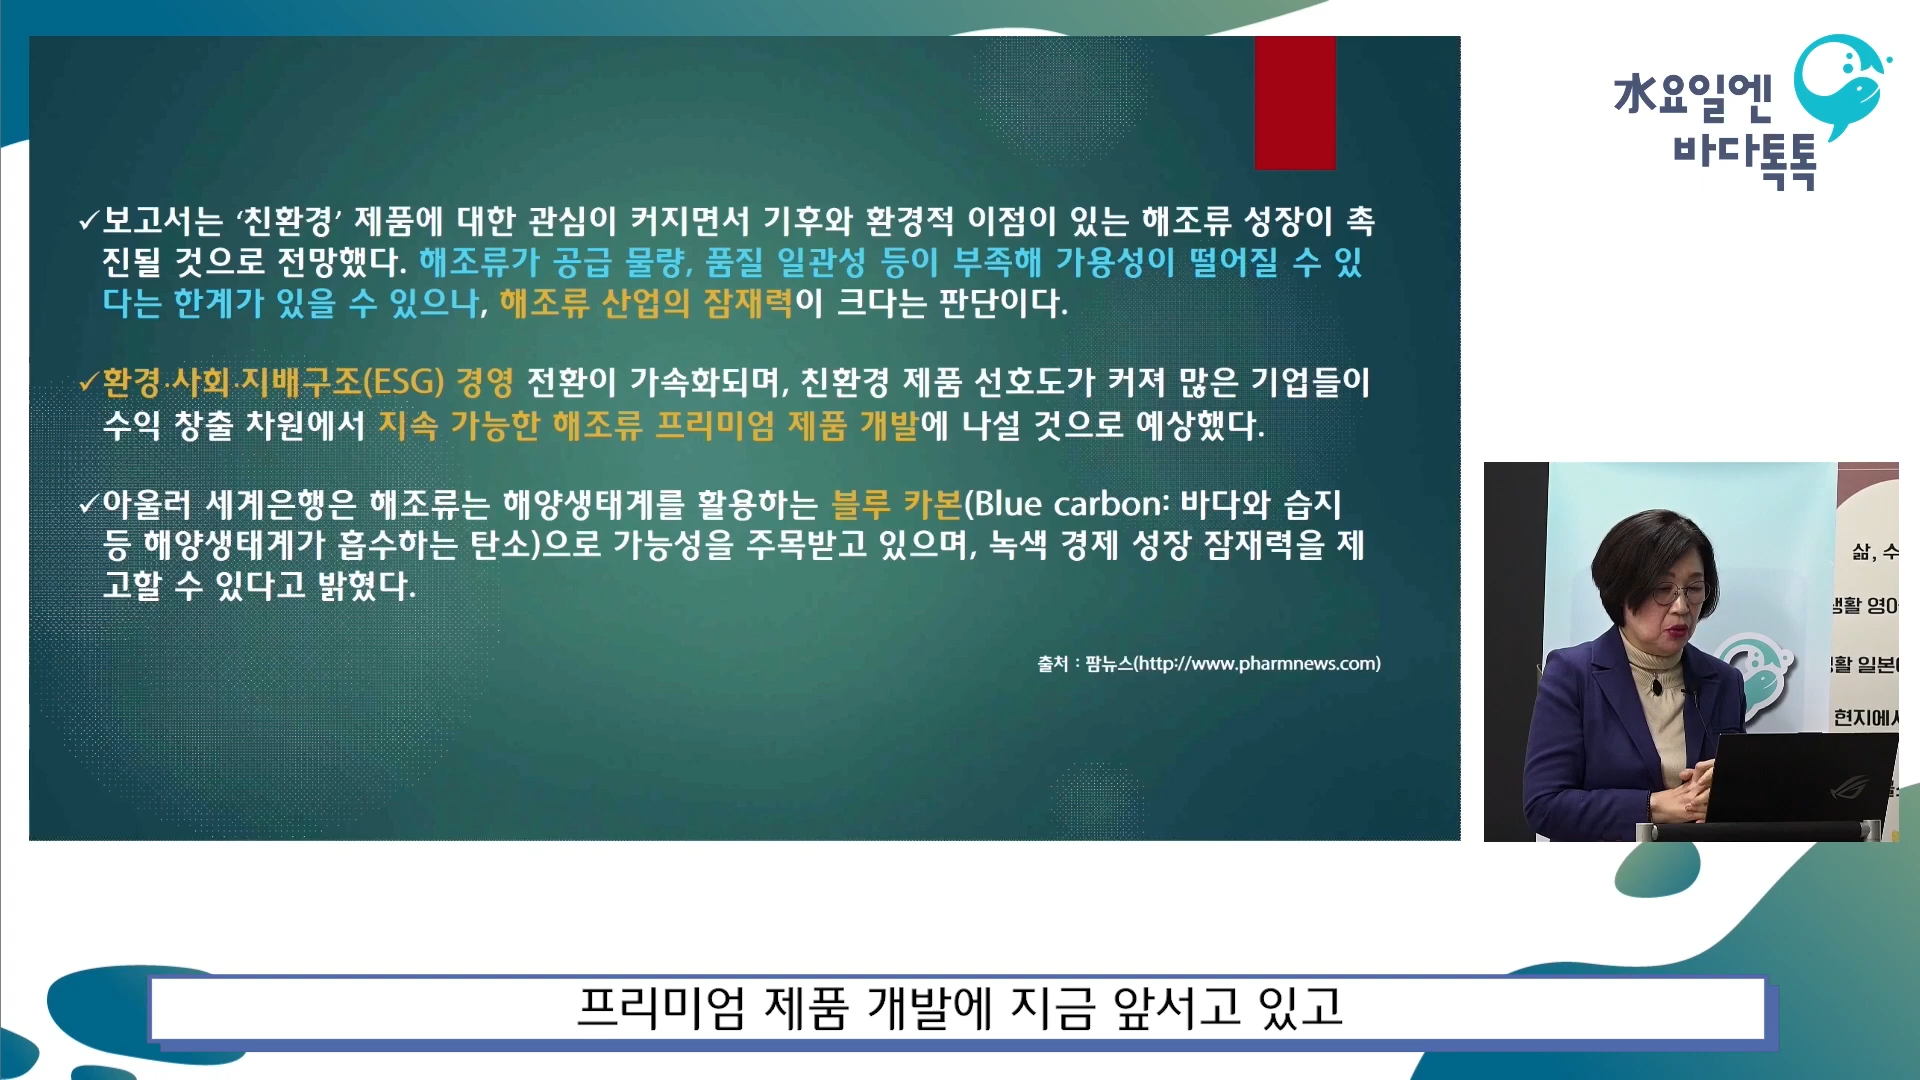 水요일엔
바다톡톡
✓보고서는 ‘친환경’ 제품에 대한 관심이 커지면서 기후와 환경적 이점이 있는 해조류 성장이 촉
진될 것으로 전망했다. 해조류가 공급 물량, 품질 일관성 등이 부족해 가용성이 떨어질 수 있
다는 한계가 있을 수 있으나, 해조류 산업의 잠재력이 크다는 판단이다.
✓환경·사회·지배구조(ESG) 경영 전환이 가속화되며, 친환경 제품 선호도가 커져 많은 기업들이
수익 창출 차원에서 지속 가능한 해조류 프리미엄 제품 개발에 나설 것으로 예상했다.
✓아울러 세계은행은 해조류는 해양생태계를 활용하는 블루 카본(Blue carbon: 바다와 습지
등 해양생태계가 흡수하는 탄소)으로 가능성을 주목받고 있으며, 녹색 경제 성장 잠재력을 제
고할 수 있다고 밝혔다.
출처 : 팜뉴스(http://www.pharmnews.com)
삶, 수
생활 영어
생활 일본
현지에서
프리미엄 제품 개발에 지금 앞서고 있고